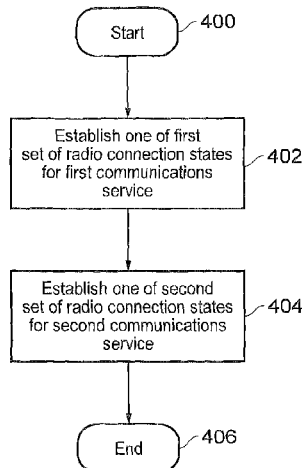 Start
400
Establish one of first
set of radio connection states
for first communications
service
402
Establish one of second
set of radio connection states
for second communications
service
404
End
406